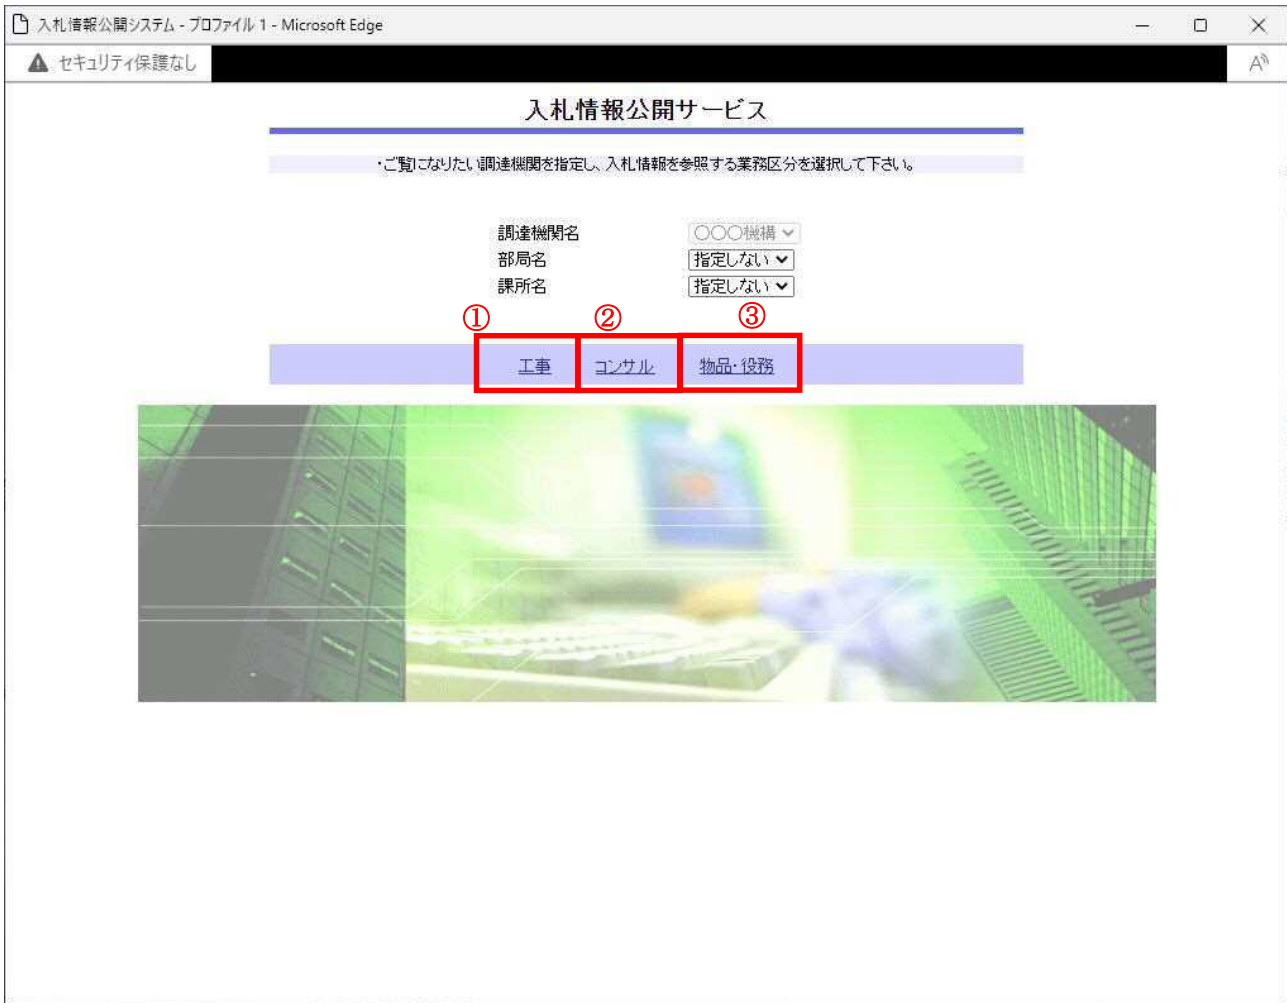 入札情報公開システム - プロファイル 1 - Microsoft Edge
セキュリティ保護なし
入札情報公開サービス
・ご覧になりたい調達機関を指定し、入札情報を参照する業務区分を選択して下さい。
調達機関名 〇〇〇機構
部局名 指定しない
課所名 指定しない
① ② ③
工事 コンサル 物品・役務